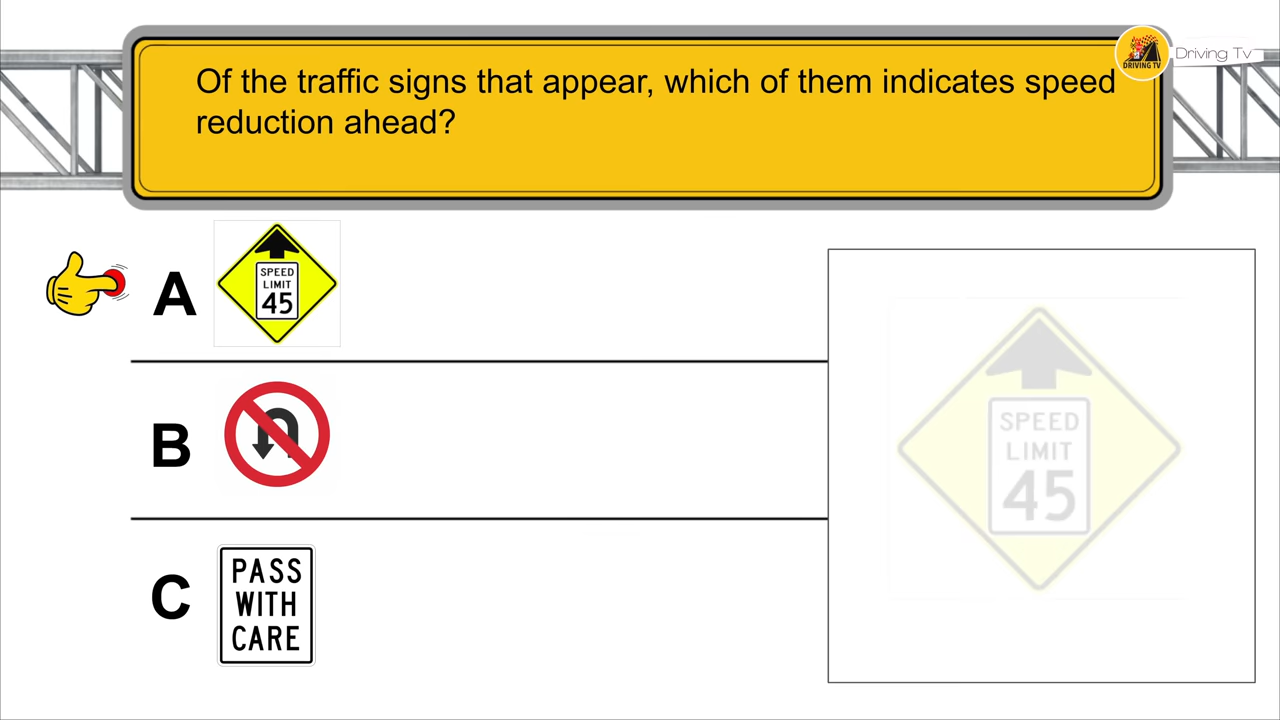 Of the traffic signs that appear, which of them indicates speed
reduction ahead?
DRIVING TV
Driving Tv
A
SPEED
LIMIT
45
B
C
PASS
WITH
CARE
SPEED
LIMIT
45